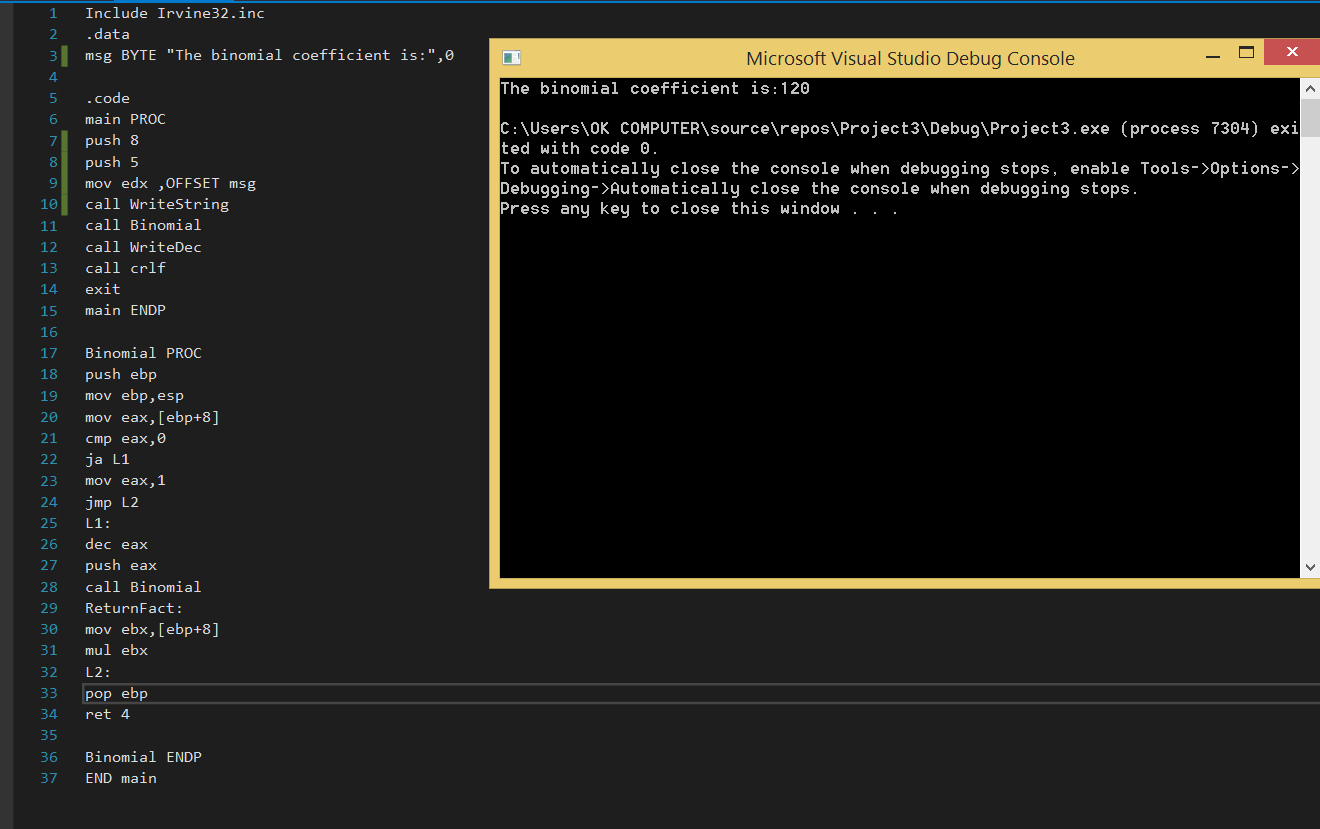 1 Include Irvine32.inc
2 .data
3 msg BYTE "The binomial coefficient is:",0
4
5 .code
6 main PROC
7 push 8
8 push 5
9 mov edx ,OFFSET msg
10 call WriteString
11 call Binomial
12 call WriteDec
13 call crlf
14 exit
15 main ENDP
16
17 Binomial PROC
18 push ebp
19 mov ebp,esp
20 mov eax,[ebp+8]
21 cmp eax,0
22 ja L1
23 mov eax,1
24 jmp L2
25 L1:
26 dec eax
27 push eax
28 call Binomial
29 ReturnFact:
30 mov ebx,[ebp+8]
31 mul ebx
32 L2:
33 pop ebp
34 ret 4
35
36 Binomial ENDP
37 END main
Microsoft Visual Studio Debug Console
The binomial coefficient is:120
C:\Users\OK COMPUTER\source\repos\Project3\Debug\Project3.exe (process 7304) exi
ted with code 0.
To automatically close the console when debugging stops, enable Tools->Options->
Debugging->Automatically close the console when debugging stops.
Press any key to close this window . . .